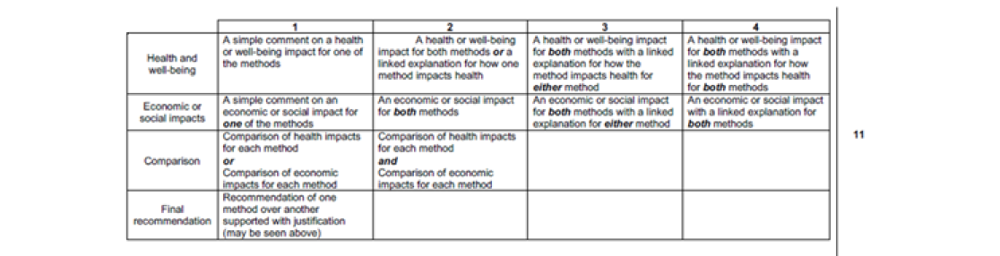 1 2 3 4
Health and well-being
A simple comment on a health
or well-being impact for one of
the methods
A health or well-being
impact for both methods or a
linked explanation for how one
method impacts health
A health or well-being impact
for both methods with a linked
explanation for how the
method impacts health for
either method
A health or well-being impact
for both methods with a
linked explanation for how
the method impacts health
for both methods
Economic or
social impacts
A simple comment on an
economic or social impact for
one of the methods
An economic or social impact
for both methods
An economic or social impact
for both methods with a linked
explanation for either method
An economic or social impact
with a linked explanation for
both methods
11
Comparison
Comparison of health impacts
for each method
or
Comparison of economic
impacts for each method
Comparison of health impacts
for each method
and
Comparison of economic
impacts for each method
Final
recommendation
Recommendation of one
method over another
supported with justification
(may be seen above)